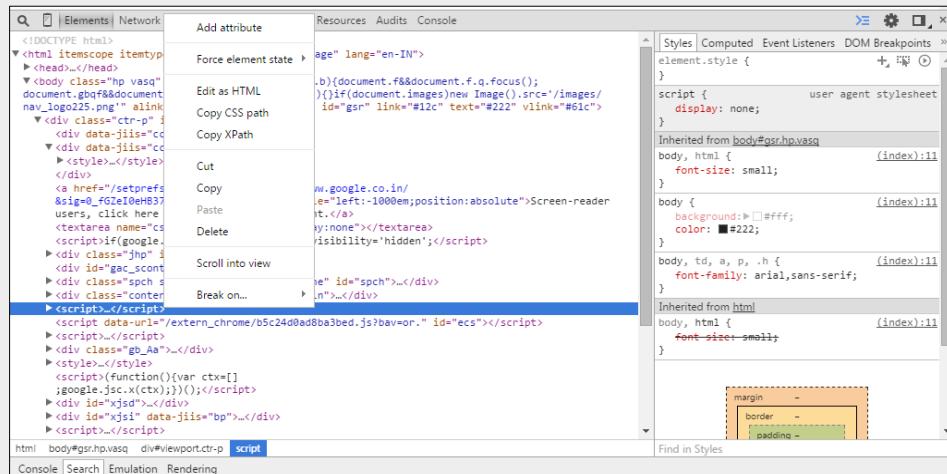 Elements Network Resources Audits Console
Add attribute
Force element state
Edit as HTML
Copy CSS path
Copy XPath
Cut
Copy
Paste
Delete
Scroll into view
Break on...
<!DOCTYPE html>
<html itemscope itemtyp age" lang="en-IN">
<head>…</head>
<body class="hp vasq" .b){document.f&&document.f.q.focus();
document.gbqf&&document. ){}if(document.images)new Image().src='/images/
nav_logo225.png'" alink id="gsr" link="#12c" text="#222" vlink="#61c">
<div class="ctr-p" i
<div data-jiis="cc
<div data-jiis="cc
<style>…</style>
</div>
<a href="/setprefs ww.google.co.in/
&sig=0_fGZeI0eHB37 e="left:-1000em;position:absolute">Screen-reader
users, click here nt.</a>
<textarea name="cs ay:none"></textarea>
<script>if(google. visibility='hidden';</script>
<div class="jhp" i
<div id="gac_scont
<div class="spch s e" id="spch">…</div>
<div class="conten in">…</div>
<script>…</script>
<script data-url="/extern_chrome/b5c24d0ad8ba3bed.js?bav=or." id="ecs"></script>
<script>…</script>
<div class="gb_Aa">…</div>
<style>…</style>
<script>(function(){var ctx=[]
;google.jsc.x(ctx);})();</script>
<div id="xjsd">…</div>
<div id="xjsi" data-jiis="bp">…</div>
<script>…</script>
html body#gsr.hp.vasq div#viewport.ctr-p script
Console Search Emulation Rendering
Styles Computed Event Listeners DOM Breakpoints »
element.style {
}
script { user agent stylesheet
display: none;
}
Inherited from body#gsr.hp.vasq
body, html { (index):11
font-size: small;
}
body { (index):11
background: #fff;
color: #222;
}
body, td, a, p, .h { (index):11
font-family: arial,sans-serif;
}
Inherited from html
body, html { (index):11
font-size: small;
}
margin –
border –
padding –
Find in Styles